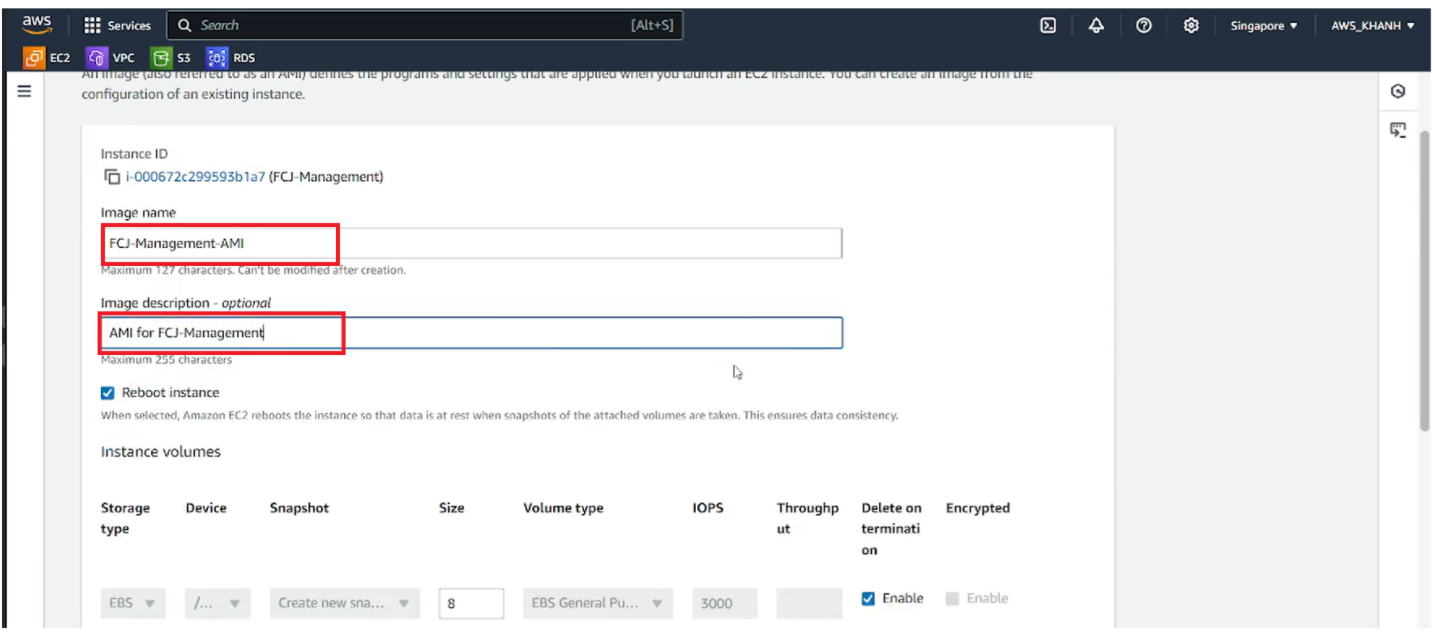 aws
Services
Search
[Alt+S]
Singapore
AWS_KHANH
EC2
VPC
S3
RDS
An image (also referred to as an AMI) defines the programs and settings that are applied when you launch an EC2 instance. You can create an image from the
configuration of an existing instance.
Instance ID
i-000672c299593b1a7 (FCJ-Management)
Image name
FCJ-Management-AMI
Maximum 127 characters. Can't be modified after creation.
Image description - optional
AMI for FCJ-Management
Maximum 255 characters
Reboot instance
When selected, Amazon EC2 reboots the instance so that data is at rest when snapshots of the attached volumes are taken. This ensures data consistency.
Instance volumes
Storage type
Device
Snapshot
Size
Volume type
IOPS
Throughp
ut
Delete on
terminati
on
Encrypted
EBS
/...
Create new sna...
8
EBS General Pu...
3000
Enable
Enable